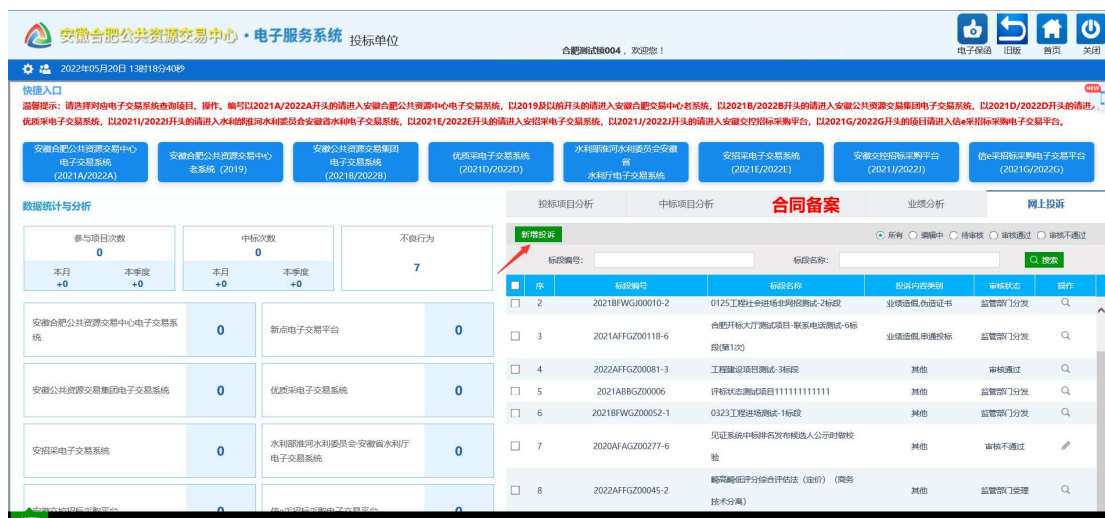 安徽合肥公共资源交易中心·电子服务系统 投标单位
合肥测试镇004，欢迎您！
电子保函 旧版 首页 关闭
2022年05月20日 13时18分40秒
快捷入口
NEW
温馨提示：请选择对应电子交易系统查询项目、操作。编号以2021A/2022A开头的请进入安徽合肥公共资源中心电子交易系统，以2019及以前开头的请进入安徽合肥交易中心老系统，以2021B/2022B开头的请进入安徽公共资源交易集团电子交易系统，以2021D/2022D开头的请进入
优质采电子交易系统，以2021I/2022I开头的请进入水利部淮河水利委员会安徽省水利电子交易系统，以2021E/2022E开头的请进入安招采电子交易系统，以2021J/2022J开头的请进入安徽交控招标采购平台，以2021G/2022G开头的项目请进入信e采招标采购电子交易平台。
安徽合肥公共资源交易中心
电子交易系统
(2021A/2022A)
安徽合肥公共资源交易中心
老系统（2019）
安徽公共资源交易集团
电子交易系统
(2021B/2022B)
优质采电子交易系统
(2021D/2022D)
水利部淮河水利委员会安徽
省
水利厅电子交易系统
安招采电子交易系统
(2021E/2022E)
安徽交控招标采购平台
(2021J/2022J)
信e采招标采购电子交易平台
(2021G/2022G)
数据统计与分析
参与项目次数
0
本月 本季度
+0 +0
中标次数
0
本月 本季度
+0 +0
不良行为
7
安徽合肥公共资源交易中心电子交易系
统
0
新点电子交易平台
0
安徽公共资源交易集团电子交易系统
0
优质采电子交易系统
0
安招采电子交易系统
0
水利部淮河水利委员会-安徽省水利厅
电子交易系统
0
安徽交控招标采购平台
0
信e采招标采购电子交易平台
0
投标项目分析 中标项目分析 合同备案 业绩分析 网上投诉
新增投诉
所有 编辑中 待审核 审核通过 审核不通过
标段编号： 标段名称： 搜索
序 标段编号 标段名称 投诉内容类别 审核状态 操作
2 2021BFWGJ00010-2 0125工程社会进场非网招测试-2标段 业绩造假,伪造证书 监管部门分发
3 2021AFFGZ00118-6 合肥开标大厅测试项目-联系电话测试-6标
段(第1次) 业绩造假,串通投标 监管部门分发
4 2022AFFGZ00081-3 工程建设项目测试-3标段 其他 审核通过
5 2021ABBGZ00006 评标状态测试项目111111111111 其他 监管部门分发
6 2021BFWGZ00052-1 0323工程进场测试-1标段 其他 监管部门分发
7 2020AFAGZ00277-6 见证系统中标排名发布候选人公示时做校
验 其他 审核不通过
8 2022AFFGZ00045-2 略高略低评分综合评估法（定价）（商务
技术分离） 其他 监管部门受理